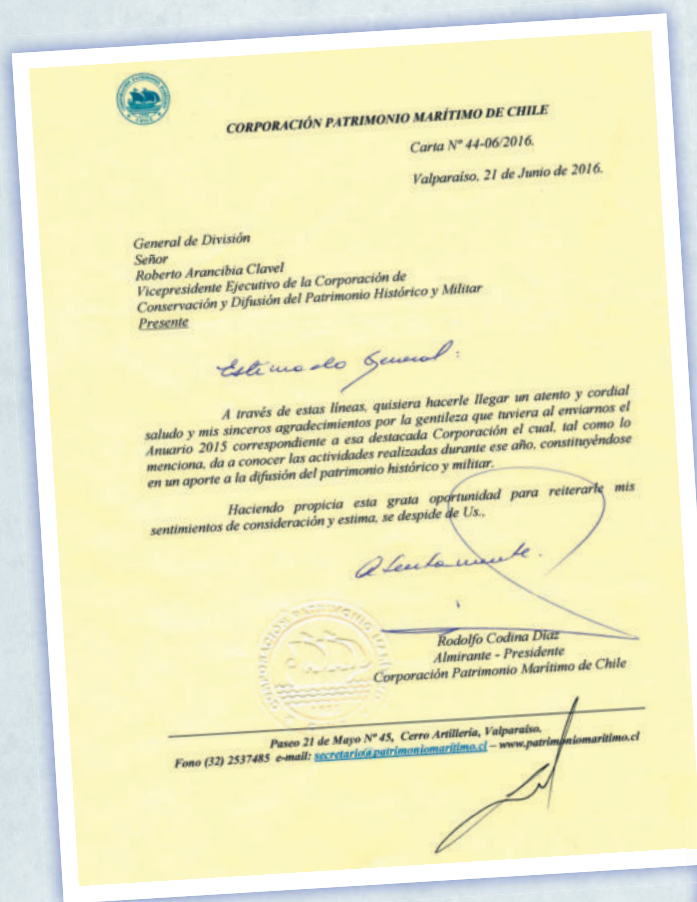 CORPORACIÓN PATRIMONIO MARÍTIMO DE CHILE
Carta Nº 44-06/2016.
Valparaíso, 21 de Junio de 2016.
General de División
Señor
Roberto Arancibia Clavel
Vicepresidente Ejecutivo de la Corporación de
Conservación y Difusión del Patrimonio Histórico y Militar
Presente
Estimado General:
A través de estas líneas, quisiera hacerle llegar un atento y cordial
saludo y mis sinceros agradecimientos por la gentileza que tuviera al enviarnos el
Anuario 2015 correspondiente a esa destacada Corporación el cual, tal como lo
menciona, da a conocer las actividades realizadas durante ese año, constituyéndose
en un aporte a la difusión del patrimonio histórico y militar.
Haciendo propicia esta grata oportunidad para reiterarle mis
sentimientos de consideración y estima, se despide de Us.,
Atentamente.
Rodolfo Codina Díaz
Almirante - Presidente
Corporación Patrimonio Marítimo de Chile
Paseo 21 de Mayo Nº 45, Cerro Artillería, Valparaíso.
Fono (32) 2537485 e-mail: secretario@patrimoniomaritimo.cl – www.patrimoniomaritimo.cl